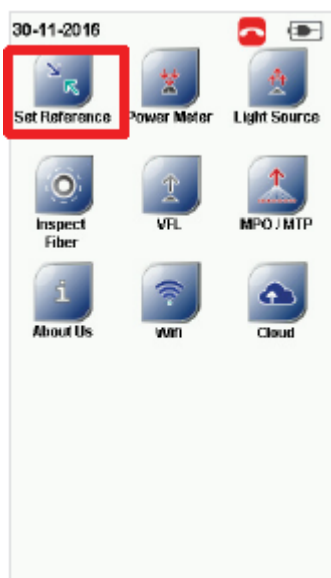 30-11-2016
Set Reference Power Meter Light Source
Inspect Fiber VFL MPO / MTP
About Us Wifi Cloud